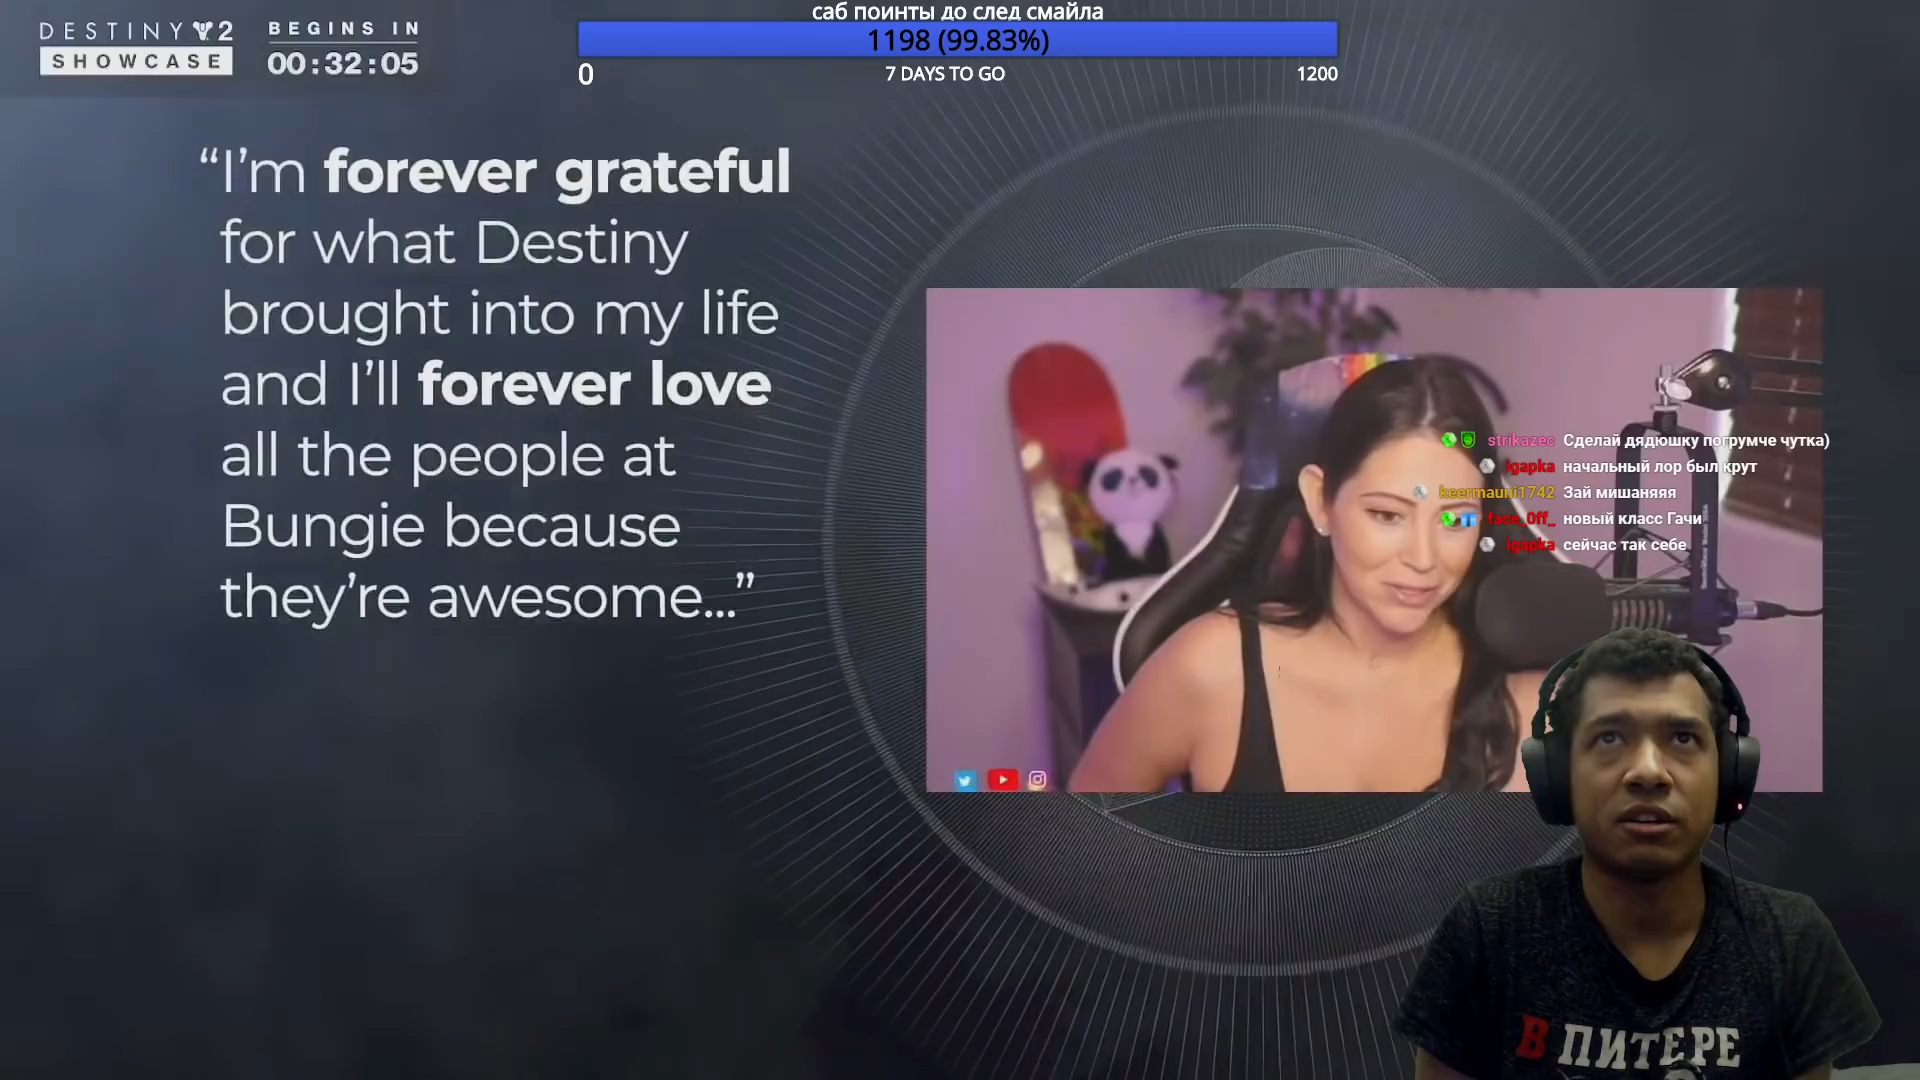 DESTINY 2
SHOWCASE
BEGINS IN
00:32:05
саб поинты до след смайла
1198 (99.83%)
0
7 DAYS TO GO
1200
“I’m forever grateful
for what Destiny
brought into my life
and I’ll forever love
all the people at
Bungie because
they’re awesome...”
strikazec Сделай дядюшку погрумче чутка)
igapka начальный лор был крут
keermauni1742 Зай мишаняяя
face_0ff_ новый класс Гачи
igapka сейчас так себе
В ПИТЕРЕ